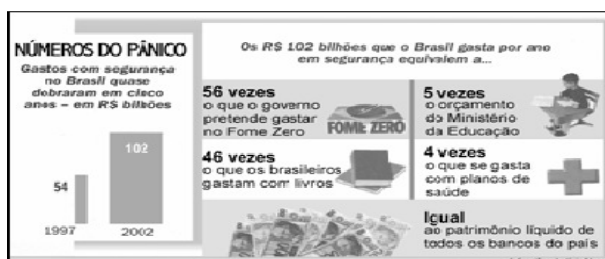 NÚMEROS DO PÂNICO
Gastos com segurança
no Brasil quase
dobraram em cinco
anos – em R$ bilhões
54
102
1997
2002
Os R$ 102 bilhões que o Brasil gasta por ano
em segurança equivalem a...
56 vezes
o que o governo
pretende gastar
no Fome Zero
FOME ZERO
5 vezes
o orçamento
do Ministério
da Educação
46 vezes
o que os brasileiros
gastam com livros
4 vezes
o que se gasta
com planos de
saúde
Igual
ao patrimônio líquido de
todos os bancos do país